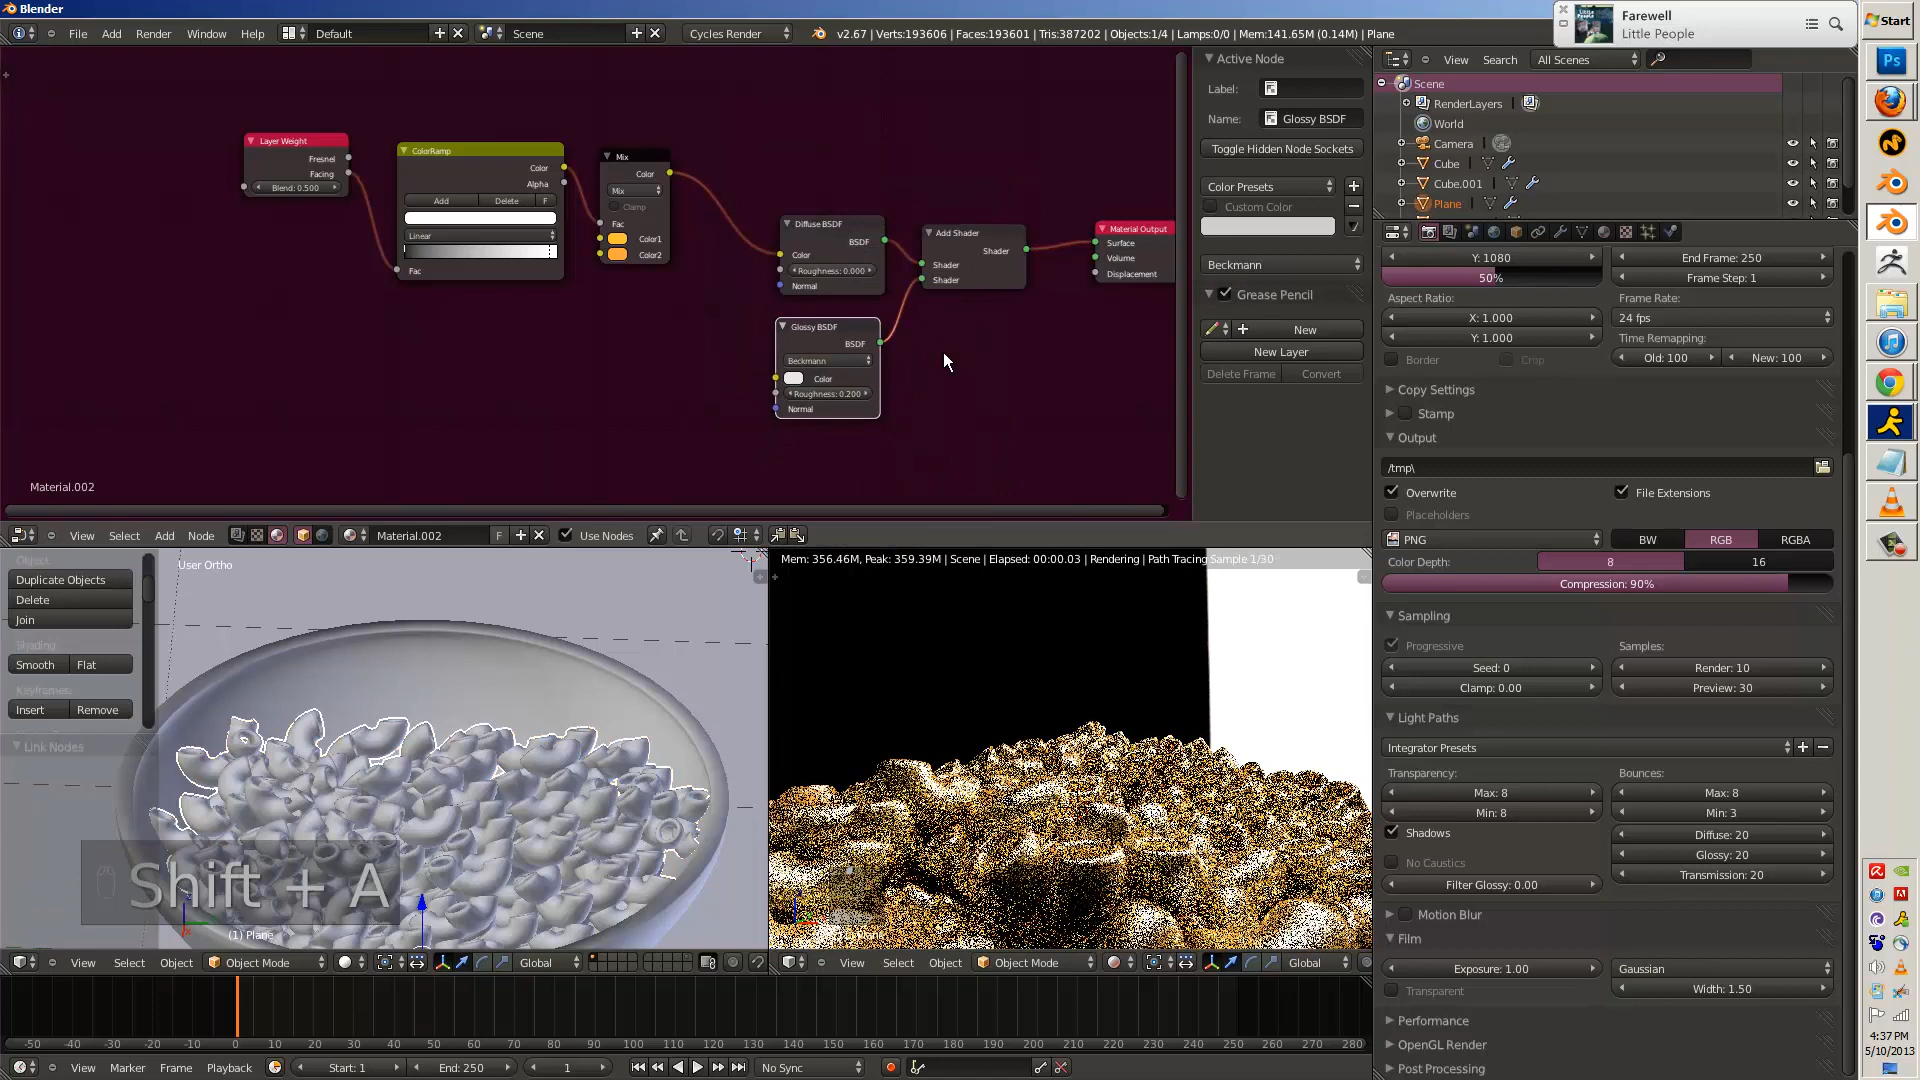 Blender
Farewell
Little People
Start
File Add Render Window Help
Default
Scene
Cycles Render
v2.67 | Verts:193606 | Faces:193601 | Tris:387202 | Objects:1/4 | Lamps:0/0 | Mem:141.65M (0.14M) | Plane
Layer Weight
Fresnel
Facing
Blend: 0.500
ColorRamp
Color
Alpha
Add Delete F
Linear
Fac
Mix
Color
Mix
Clamp
Fac
Color1
Color2
Diffuse BSDF
BSDF
Color
Roughness: 0.000
Normal
Glossy BSDF
BSDF
Beckmann
Color
Roughness: 0.200
Normal
Add Shader
Shader
Shader
Shader
Material Output
Surface
Volume
Displacement
Material.002
Active Node
Label:
Name: Glossy BSDF
Toggle Hidden Node Sockets
Color Presets
Custom Color
Beckmann
Grease Pencil
New
New Layer
Delete Frame Convert
View Select Add Node
Material.002
F
Use Nodes
Object
Duplicate Objects
Delete
Join
Shading:
Smooth Flat
Keyframes:
Insert Remove
Link Nodes
User Ortho
Shift + A
(1) Plane
Mem: 356.46M, Peak: 359.39M | Scene | Elapsed: 00:00.03 | Rendering | Path Tracing Sample 1/30
View Select Object
Object Mode
Global
View Select Object
Object Mode
Global
-50 -40 -30 -20 -10 0 10 20 30 40 50 60 70 80 90 100 110 120 130 140 150 160 170 180 190 200 210 220 230 240 250 260 270 280
View Marker Frame Playback
Start: 1
End: 250
1
No Sync
View Search All Scenes
Scene
RenderLayers
World
Camera
Cube
Cube.001
Plane
Y: 1080
50%
End Frame: 250
Frame Step: 1
Aspect Ratio:
X: 1.000
Y: 1.000
Border Crop
Frame Rate:
24 fps
Time Remapping:
Old: 100 New: 100
Copy Settings
Stamp
Output
/tmp\
Overwrite
File Extensions
Placeholders
PNG
BW RGB RGBA
Color Depth: 8 16
Compression: 90%
Sampling
Progressive
Samples:
Seed: 0
Render: 10
Clamp: 0.00
Preview: 30
Light Paths
Integrator Presets
Transparency:
Bounces:
Max: 8
Max: 8
Min: 8
Min: 3
Shadows
Diffuse: 20
No Caustics
Glossy: 20
Filter Glossy: 0.00
Transmission: 20
Motion Blur
Film
Exposure: 1.00
Gaussian
Transparent
Width: 1.50
Performance
OpenGL Render
Post Processing
Ps
4:37 PM
5/10/2013